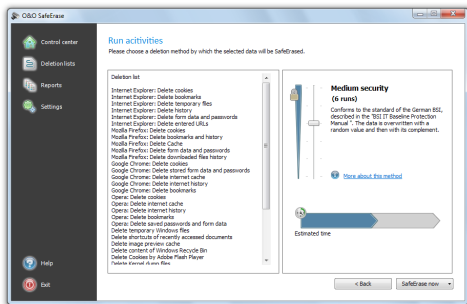 O&O SafeErase
Control center
Deletion lists
Reports
Settings
Help
Exit
Run acitivities
Please choose a deletion method by which the selected data will be SafeErased.
Deletion list
Internet Explorer: Delete cookies
Internet Explorer: Delete bookmarks
Internet Explorer: Delete temporary files
Internet Explorer: Delete history
Internet Explorer: Delete form data and passwords
Internet Explorer: Delete entered URLs
Mozilla Firefox: Delete cookies
Mozilla Firefox: Delete bookmarks and history
Mozilla Firefox: Delete Cache
Mozilla Firefox: Delete form data and passwords
Mozilla Firefox: Delete downloaded files history
Google Chrome: Delete cookies
Google Chrome: Delete stored form data and passwords
Google Chrome: Delete internet cache
Google Chrome: Delete internet history
Google Chrome: Delete bookmarks
Opera: Delete cookies
Opera: Delete internet cache
Opera: Delete internet history
Opera: Delete bookmarks
Opera: Delete saved passwords and form data
Delete temporary Windows files
Delete shortcuts of recently accessed documents
Delete image preview cache
Delete content of Windows Recycle Bin
Delete Cookies by Adobe Flash Player
Delete Kernel dump files
Medium security
(6 runs)
Conforms to the standard of the German BSI,
described in the "BSI IT Baseline Protection
Manual ". The data is overwritten with a
random value and then with its complement.
More about this method
Estimated time
< Back
SafeErase now